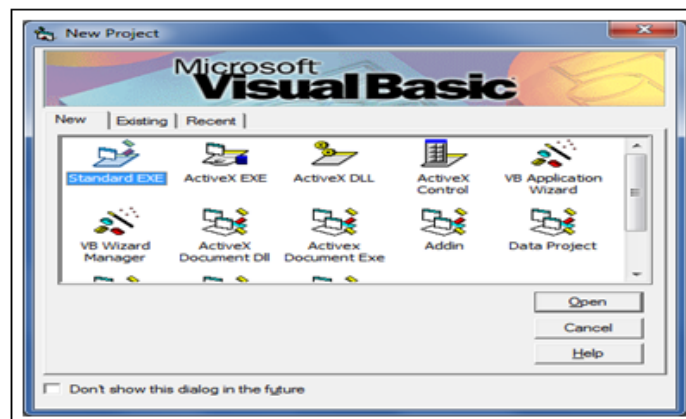 New Project
Microsoft
Visual Basic
New Existing Recent
Standard EXE ActiveX EXE ActiveX DLL ActiveX Control VB Application Wizard
VB Wizard Manager ActiveX Document Dll Activex Document Exe Addin Data Project
Open
Cancel
Help
Don't show this dialog in the future